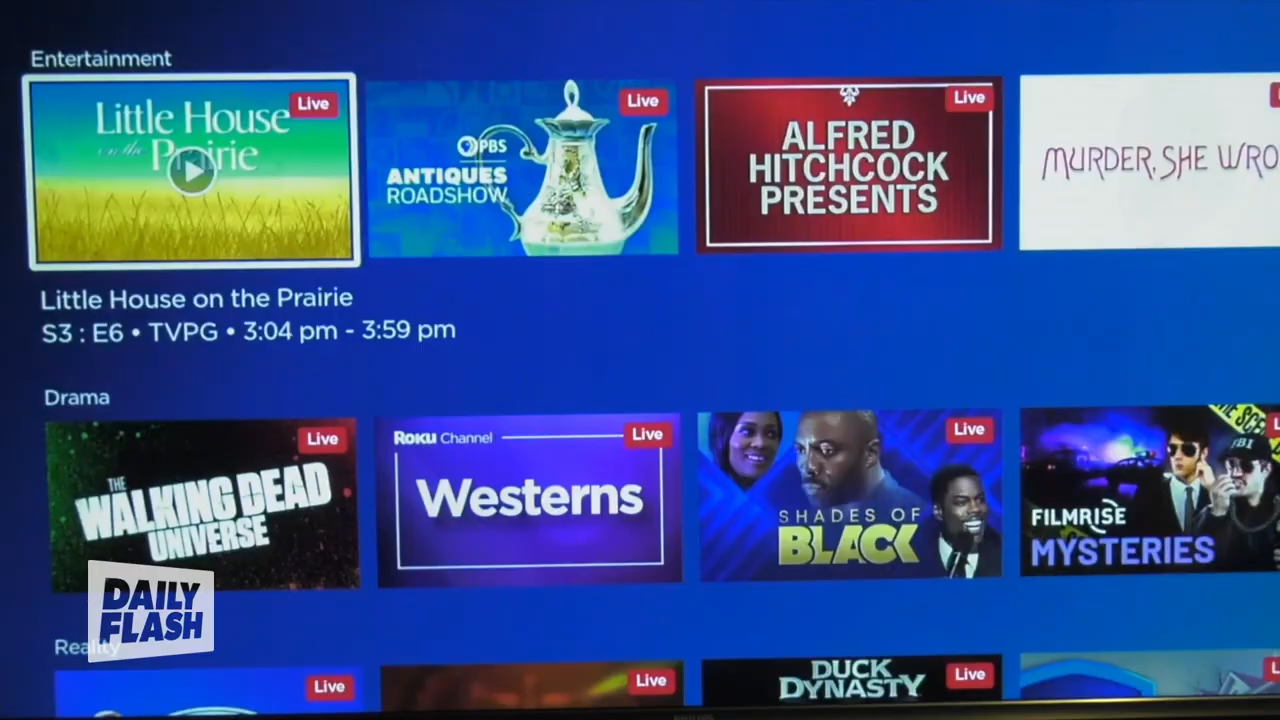 Entertainment
Little House
on the
Prairie
Live
PBS
ANTIQUES
ROADSHOW
Live
ALFRED
HITCHCOCK
PRESENTS
Live
MURDER, SHE WRO
Little House on the Prairie
S3 : E6 • TVPG • 3:04 pm - 3:59 pm
Drama
THE
WALKING DEAD
UNIVERSE
Live
Roku Channel
Live
Westerns
Live
SHADES OF
BLACK
FBI
FILMRISE
MYSTERIES
DAILY
FLASH
Reality
Live
Live
DUCK
DYNASTY
Live